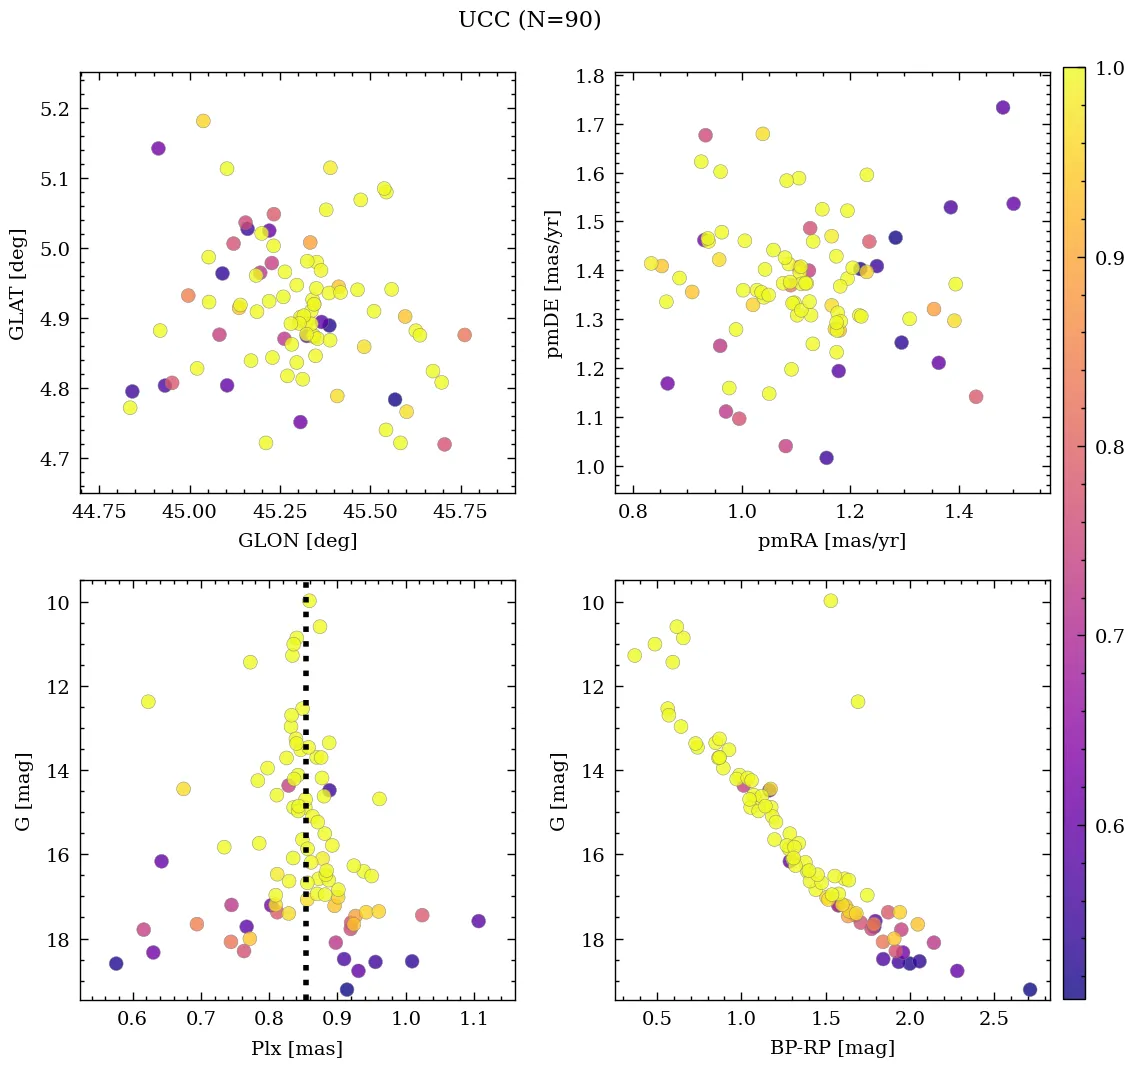 UCC (N=90)
5.2
5.1
5.0
4.9
4.8
4.7
GLAT [deg]
44.75 45.00 45.25 45.50 45.75
GLON [deg]
1.8
1.7
1.6
1.5
1.4
1.3
1.2
1.1
1.0
pmDE [mas/yr]
0.8 1.0 1.2 1.4
pmRA [mas/yr]
1.0
0.9
0.8
0.7
0.6
10
12
14
16
18
G [mag]
0.6 0.7 0.8 0.9 1.0 1.1
Plx [mas]
10
12
14
16
18
G [mag]
0.5 1.0 1.5 2.0 2.5
BP-RP [mag]